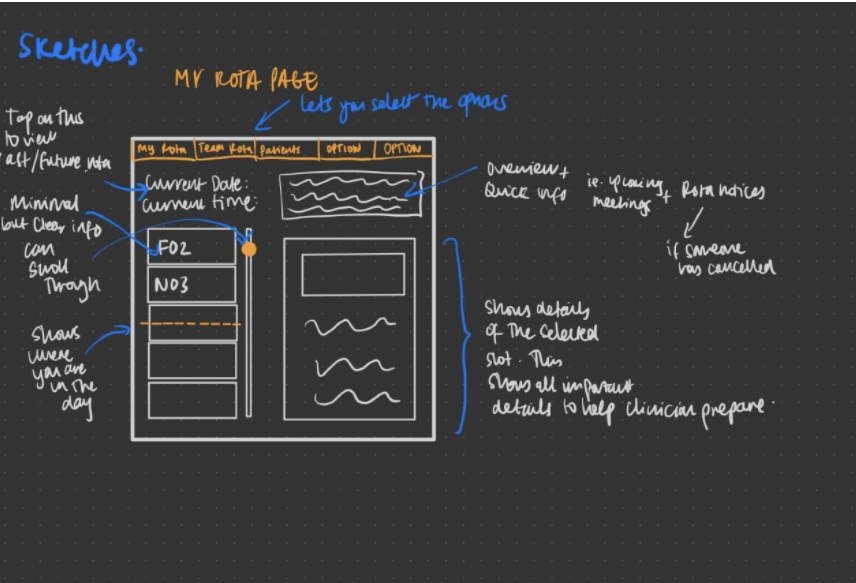 Sketches.
MY ROTA PAGE
Lets you select the options
Tap on this
to view
Past/future rota
My Rota
Team Rota
Patients
OPTION
OPTION
Current Date:
Current time:
Overview +
Quick info
ie. upcoming
meetings
+ Rota notices
if someone
has cancelled
Minimal
but clear info
can
scroll
Through
F02
N03
Shows
where
you are
in the
day
Shows details
of the selected
slot. This
shows all important
details to help clinician prepare.